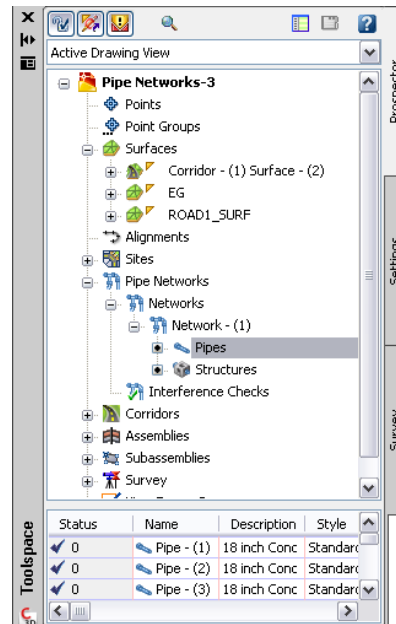 Active Drawing View
Pipe Networks-3
Points
Point Groups
Surfaces
Corridor - (1) Surface - (2)
EG
ROAD1_SURF
Alignments
Sites
Pipe Networks
Networks
Network - (1)
Pipes
Structures
Interference Checks
Corridors
Assemblies
Subassemblies
Survey
Status Name Description Style
0 Pipe - (1) 18 inch Conc Standard
0 Pipe - (2) 18 inch Conc Standard
0 Pipe - (3) 18 inch Conc Standard
Toolspace
Prospector
Settings
Survey